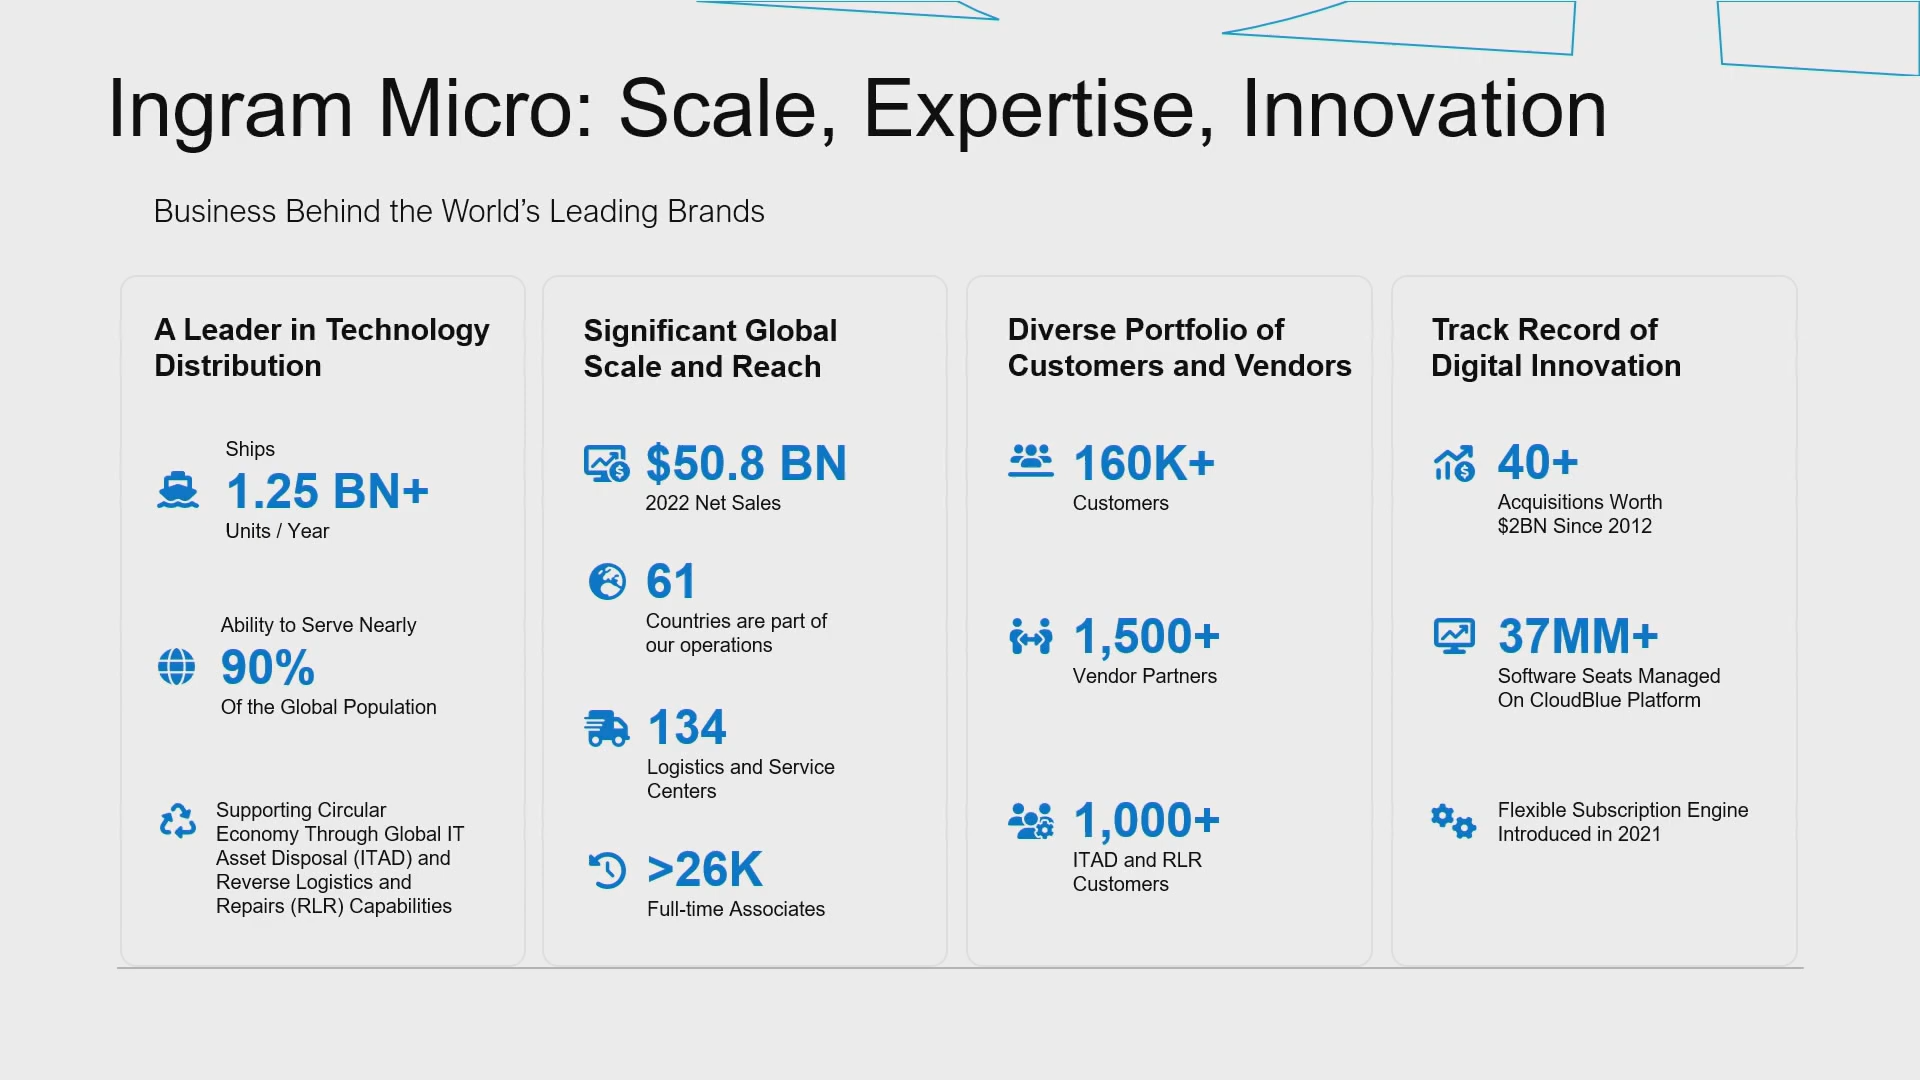 Ingram Micro: Scale, Expertise, Innovation
Business Behind the World’s Leading Brands
A Leader in Technology
Distribution
Ships
1.25 BN+
Units / Year
Ability to Serve Nearly
90%
Of the Global Population
Supporting Circular
Economy Through Global IT
Asset Disposal (ITAD) and
Reverse Logistics and
Repairs (RLR) Capabilities
Significant Global
Scale and Reach
$50.8 BN
2022 Net Sales
61
Countries are part of
our operations
134
Logistics and Service
Centers
>26K
Full-time Associates
Diverse Portfolio of
Customers and Vendors
160K+
Customers
1,500+
Vendor Partners
1,000+
ITAD and RLR
Customers
Track Record of
Digital Innovation
40+
Acquisitions Worth
$2BN Since 2012
37MM+
Software Seats Managed
On CloudBlue Platform
Flexible Subscription Engine
Introduced in 2021